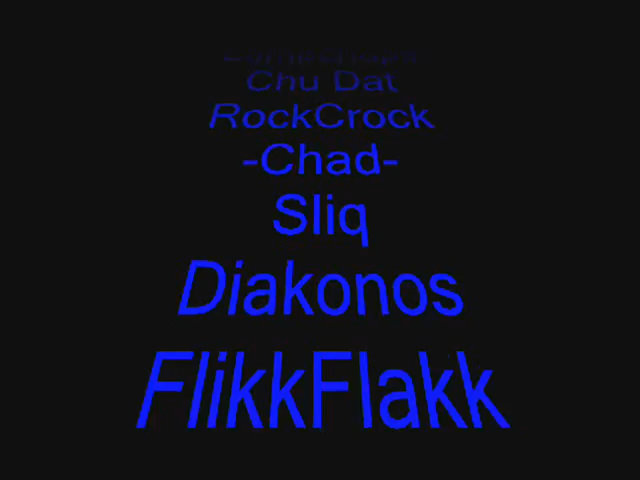 Chu Dat
RockCrock
-Chad-
Sliq
Diakonos
FlikkFlakk